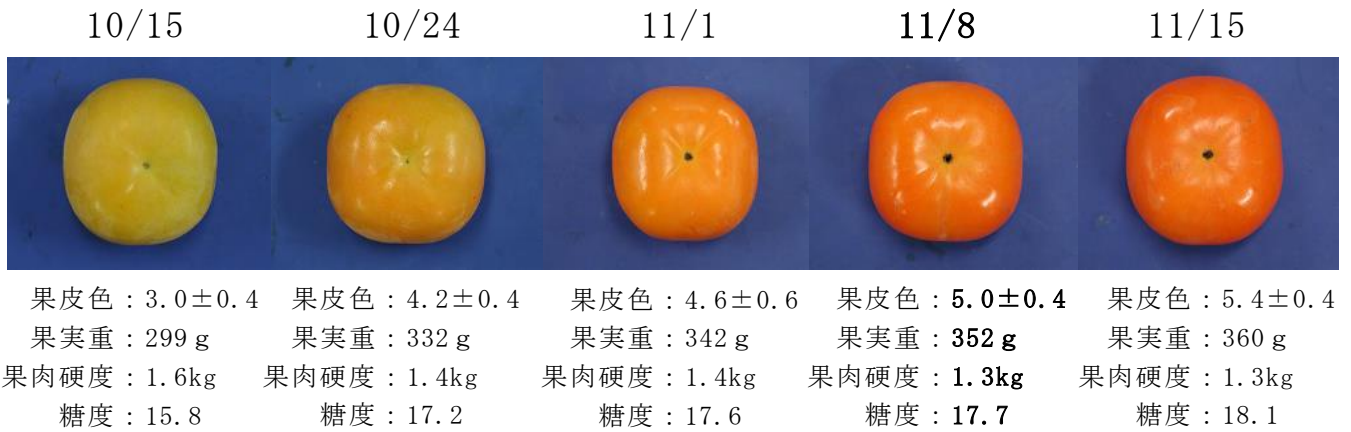 10/15 10/24 11/1 11/8 11/15
果皮色：3.0±0.4 果皮色：4.2±0.4 果皮色：4.6±0.6 果皮色：5.0±0.4 果皮色：5.4±0.4
果実重：299ｇ 果実重：332ｇ 果実重：342ｇ 果実重：352ｇ 果実重：360ｇ
果肉硬度：1.6kg 果肉硬度：1.4kg 果肉硬度：1.4kg 果肉硬度：1.3kg 果肉硬度：1.3kg
糖度：15.8 糖度：17.2 糖度：17.6 糖度：17.7 糖度：18.1